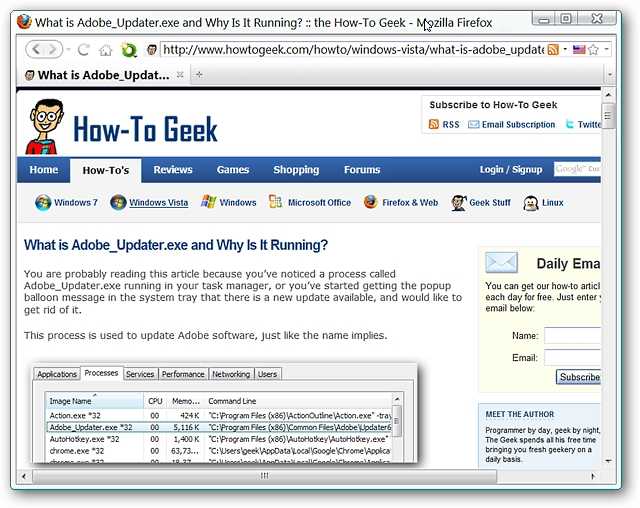 What is Adobe_Updater.exe and Why Is It Running? :: the How-To Geek - Mozilla Firefox
http://www.howtogeek.com/howto/windows-vista/what-is-adobe_update
What is Adobe_Updat...
How-To Geek
Subscribe to How-To Geek
RSS Email Subscription Twitte
Home How-To's Reviews Games Shopping Forums Login / Signup Google™ Cus
Windows 7 Windows Vista Windows Microsoft Office Firefox & Web Geek Stuff Linux
What is Adobe_Updater.exe and Why Is It Running?
You are probably reading this article because you've noticed a process called
Adobe_Updater.exe running in your task manager, or you've started getting the popup
balloon message in the system tray that there is a new update available, and would like to
get rid of it.
This process is used to update Adobe software, just like the name implies.
Applications Processes Services Performance Networking Users
Image Name CPU Memo... Command Line
Action.exe *32 00 424 K "C:\Program Files (x86)\ActionOutline\Action.exe" -tray
Adobe_Updater.exe *32 00 5,116 K "C:\Program Files (x86)\Common Files\Adobe\Updater6
AutoHotkey.exe *32 00 1,400 K "C:\Program Files (x86)\AutoHotkey\AutoHotkey.exe"
chrome.exe *32 00 63,73... "C:\Users\geek\AppData\Local\Google\Chrome\Applica
Daily Ema
You can get our how-to articl
each day for free. Just enter y
email below:
Name:
Email:
Subscribe
MEET THE AUTHOR
Programmer by day, geek by night,
The Geek spends all his free time
bringing you fresh geekery on a
daily basis.